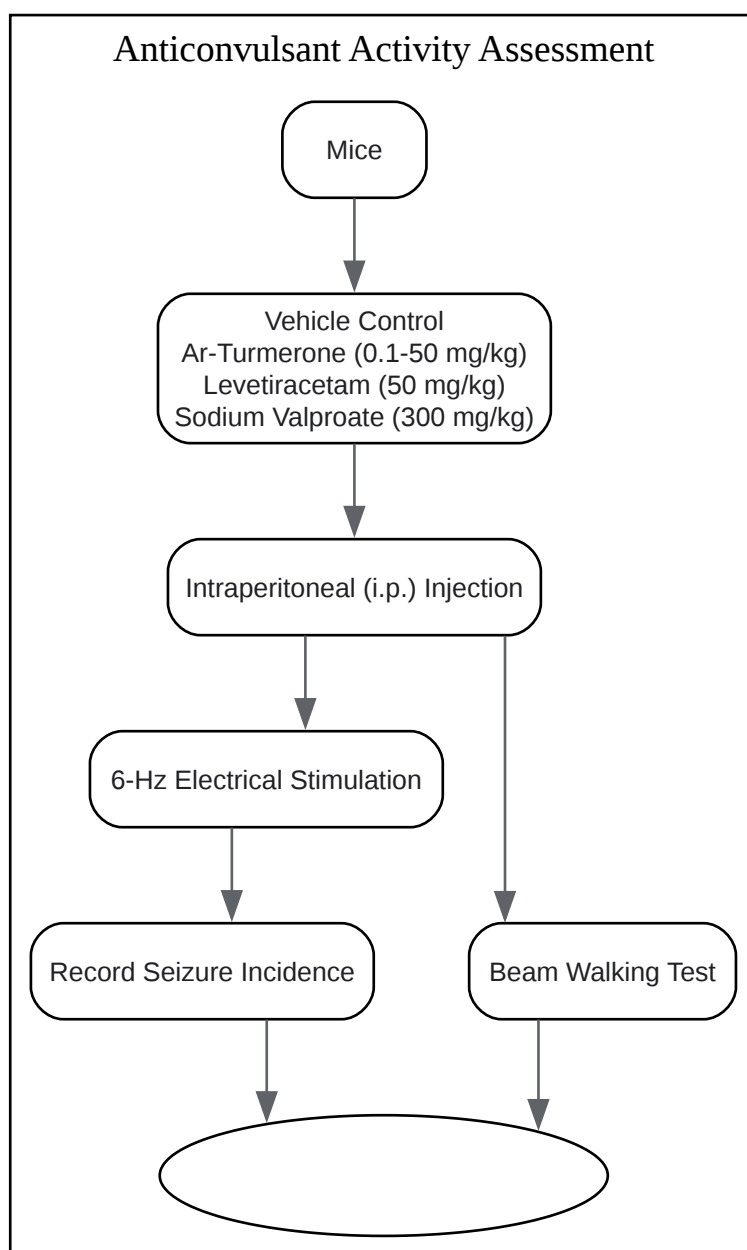 Anticonvulsant Activity Assessment
Mice
Vehicle Control
Ar-Turmerone (0.1-50 mg/kg)
Levetiracetam (50 mg/kg)
Sodium Valproate (300 mg/kg)
Intraperitoneal (i.p.) Injection
6-Hz Electrical Stimulation
Record Seizure Incidence
Beam Walking Test